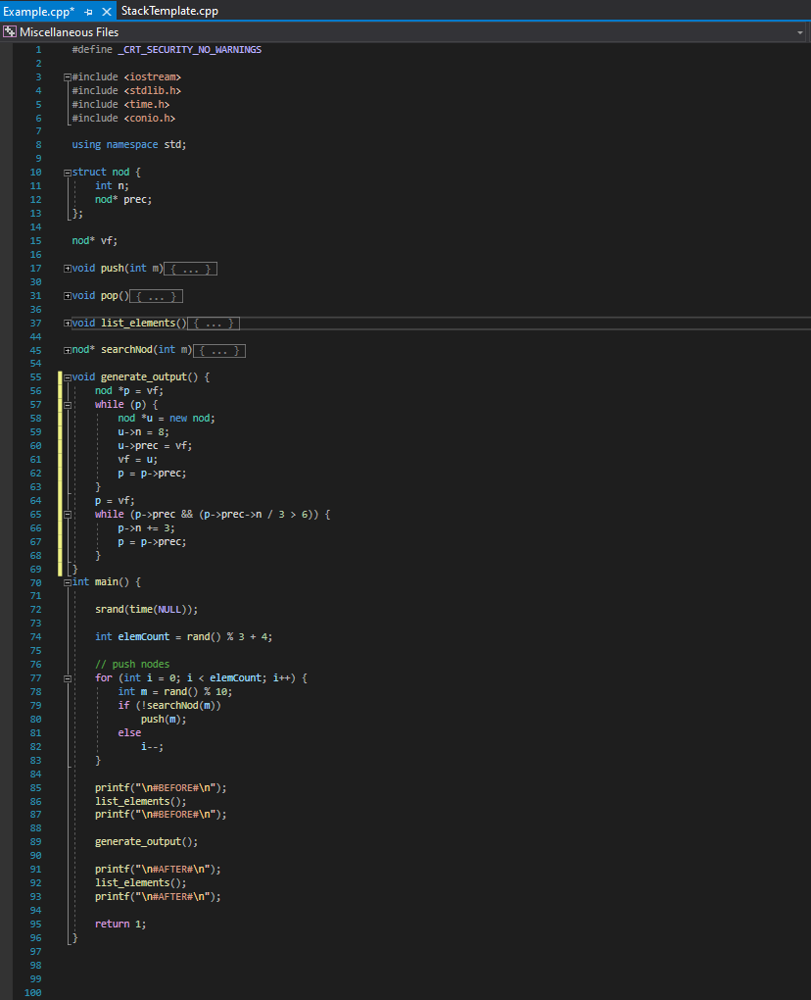 Example.cpp* StackTemplate.cpp
Miscellaneous Files
1 #define _CRT_SECURITY_NO_WARNINGS
2
3 #include <iostream>
4 #include <stdlib.h>
5 #include <time.h>
6 #include <conio.h>
7
8 using namespace std;
9
10 struct nod {
11 int n;
12 nod* prec;
13 };
14
15 nod* vf;
16
17 void push(int m){ ... }
30
31 void pop(){ ... }
36
37 void list_elements(){ ... }
44
45 nod* searchNod(int m){ ... }
54
55 void generate_output() {
56 nod *p = vf;
57 while (p) {
58 nod *u = new nod;
59 u->n = 8;
60 u->prec = vf;
61 vf = u;
62 p = p->prec;
63 }
64 p = vf;
65 while (p->prec && (p->prec->n / 3 > 6)) {
66 p->n += 3;
67 p = p->prec;
68 }
69 }
70 int main() {
71
72 srand(time(NULL));
73
74 int elemCount = rand() % 3 + 4;
75
76 // push nodes
77 for (int i = 0; i < elemCount; i++) {
78 int m = rand() % 10;
79 if (!searchNod(m))
80 push(m);
81 else
82 i--;
83 }
84
85 printf("\n#BEFORE#\n");
86 list_elements();
87 printf("\n#BEFORE#\n");
88
89 generate_output();
90
91 printf("\n#AFTER#\n");
92 list_elements();
93 printf("\n#AFTER#\n");
94
95 return 1;
96 }
97
98
99
100